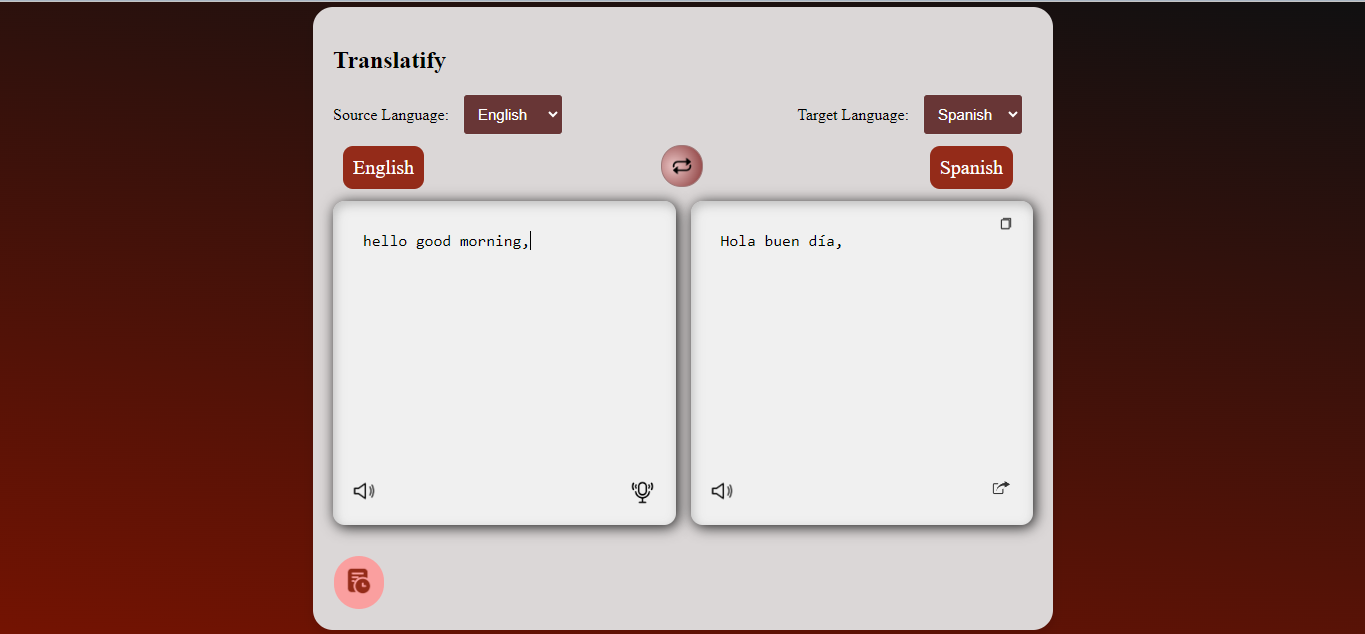 Translatify
Source Language: English
Target Language: Spanish
English
Spanish
hello good morning,
Hola buen día,